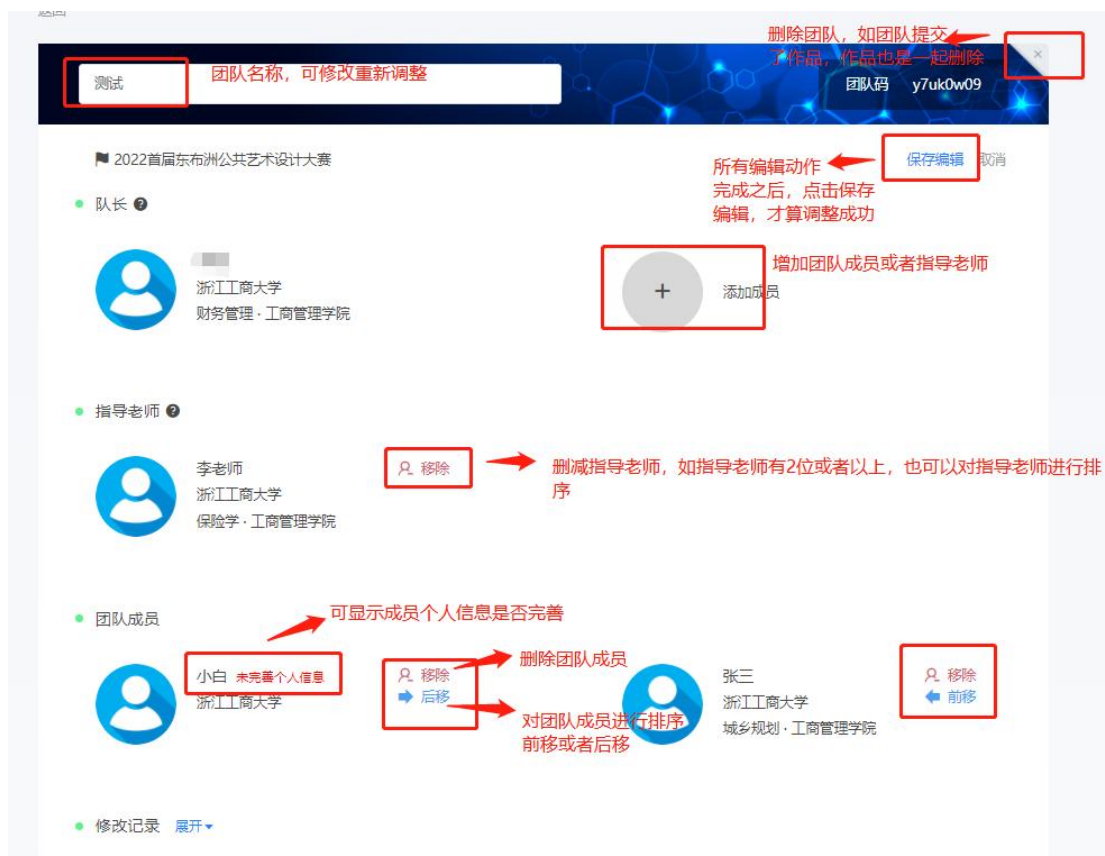 返回
删除团队，如团队提交
了作品，作品也是一起删除
×
测试
团队名称，可修改重新调整
团队码 y7uk0w09
2022首届东布洲公共艺术设计大赛
所有编辑动作
完成之后，点击保存
编辑，才算调整成功
保存编辑 取消
队长
浙江工商大学
财务管理 · 工商管理学院
+
增加团队成员或者指导老师
添加成员
指导老师
李老师
浙江工商大学
保险学 · 工商管理学院
移除
删减指导老师，如指导老师有2位或者以上，也可以对指导老师进行排
序
团队成员
可显示成员个人信息是否完善
小白 未完善个人信息
浙江工商大学
移除
后移
删除团队成员
对团队成员进行排序
前移或者后移
张三
浙江工商大学
城乡规划 · 工商管理学院
移除
前移
修改记录 展开